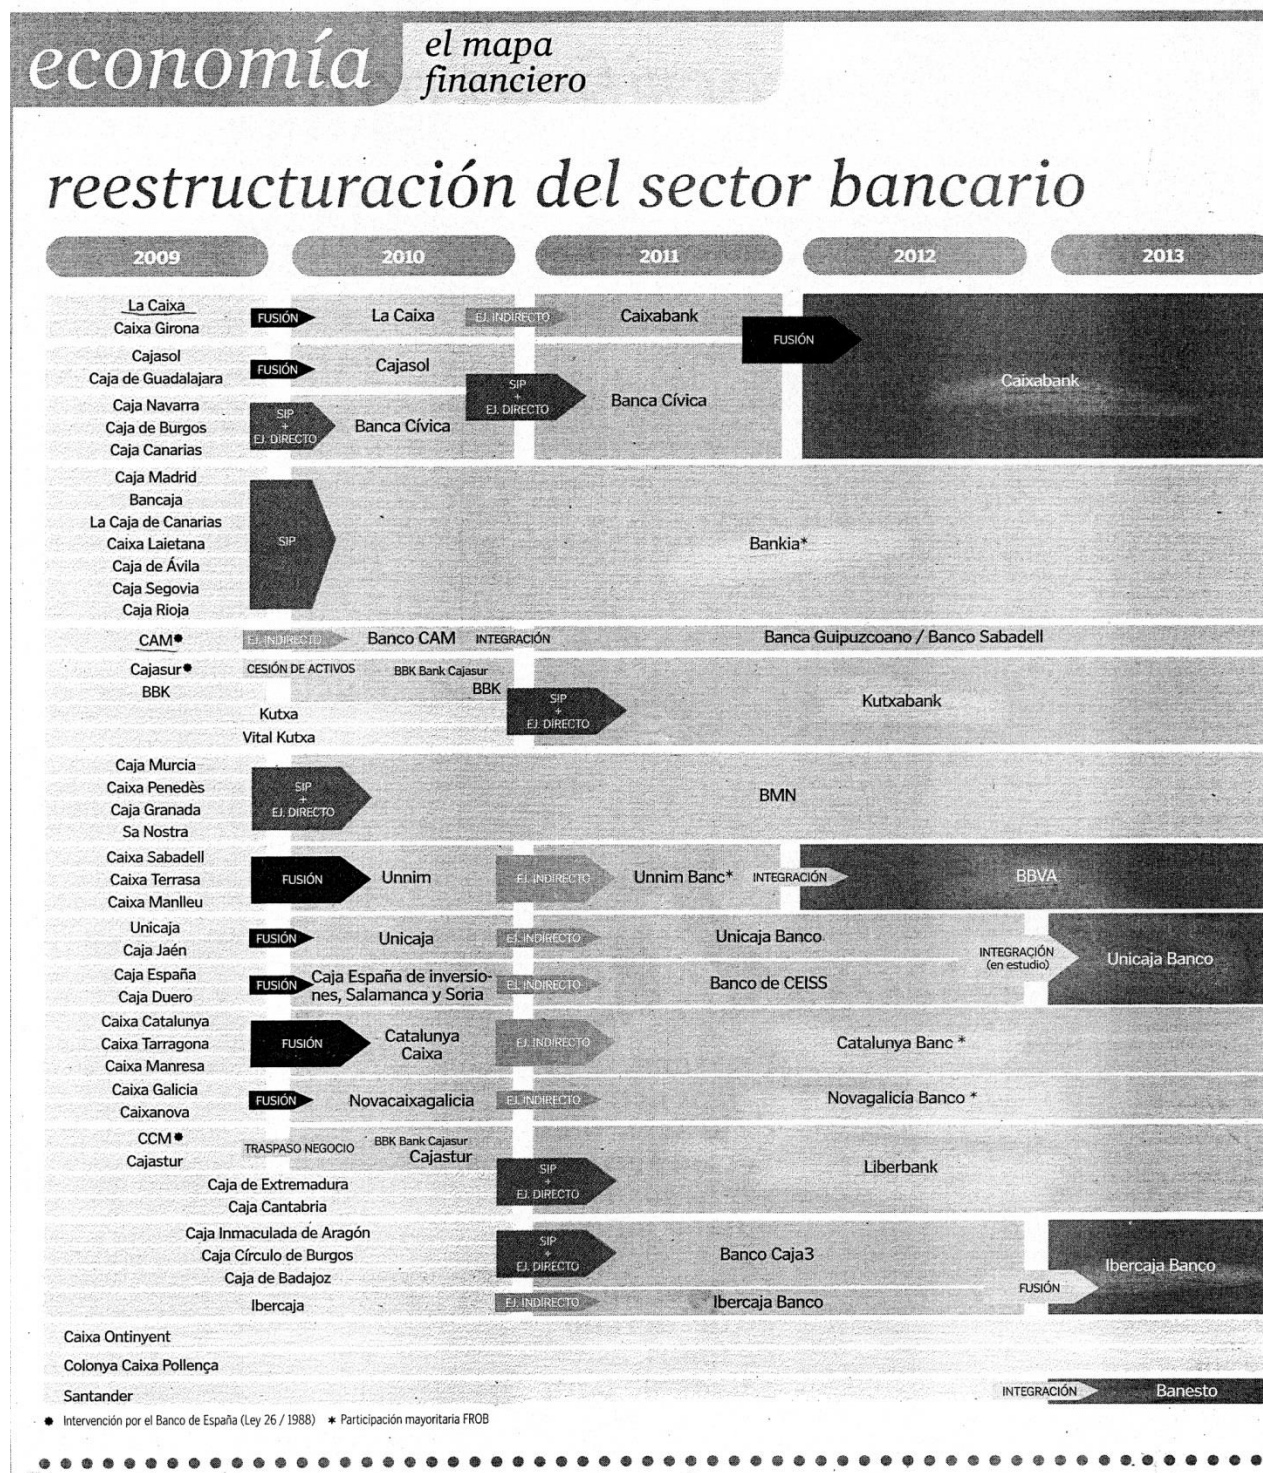 economía
el mapa
financiero
reestructuración del sector bancario
2009
2010
2011
2012
2013
La Caixa
Caixa Girona
FUSIÓN
La Caixa
EJ. INDIRECTO
Caixabank
FUSIÓN
Caixabank
Cajasol
Caja de Guadalajara
FUSIÓN
Cajasol
SIP
+
EJ. DIRECTO
Banca Cívica
Caja Navarra
Caja de Burgos
Caja Canarias
SIP
+
EJ. DIRECTO
Banca Cívica
Caja Madrid
Bancaja
La Caja de Canarias
Caixa Laietana
Caja de Ávila
Caja Segovia
Caja Rioja
SIP
Bankia*
CAM✹
EJ. INDIRECTO
Banco CAM
INTEGRACIÓN
Banca Guipuzcoano / Banco Sabadell
Cajasur✹
BBK
CESIÓN DE ACTIVOS
BBK Bank Cajasur
BBK
Kutxa
Vital Kutxa
SIP
+
EJ. DIRECTO
Kutxabank
Caja Murcia
Caixa Penedès
Caja Granada
Sa Nostra
SIP
+
EJ. DIRECTO
BMN
Caixa Sabadell
Caixa Terrasa
Caixa Manlleu
FUSIÓN
Unnim
EJ. INDIRECTO
Unnim Banc*
INTEGRACIÓN
BBVA
Unicaja
Caja Jaén
FUSIÓN
Unicaja
EJ. INDIRECTO
Unicaja Banco
INTEGRACIÓN
(en estudio)
Unicaja Banco
Caja España
Caja Duero
FUSIÓN
Caja España de inversio-
nes, Salamanca y Soria
EJ. INDIRECTO
Banco de CEISS
Caixa Catalunya
Caixa Tarragona
Caixa Manresa
FUSIÓN
Catalunya
Caixa
EJ. INDIRECTO
Catalunya Banc *
Caixa Galicia
Caixanova
FUSIÓN
Novacaixagalicia
EJ. INDIRECTO
Novagalicia Banco *
CCM✹
Cajastur
TRASPASO NEGOCIO
BBK Bank Cajasur
Cajastur
Caja de Extremadura
Caja Cantabria
SIP
+
EJ. DIRECTO
Liberbank
Caja Inmaculada de Aragón
Caja Círculo de Burgos
Caja de Badajoz
SIP
+
EJ. DIRECTO
Banco Caja3
FUSIÓN
Ibercaja Banco
Ibercaja
EJ. INDIRECTO
Ibercaja Banco
Caixa Ontinyent
Colonya Caixa Pollença
Santander
INTEGRACIÓN
Banesto
✹ Intervención por el Banco de España (Ley 26 / 1988) * Participación mayoritaria FROB